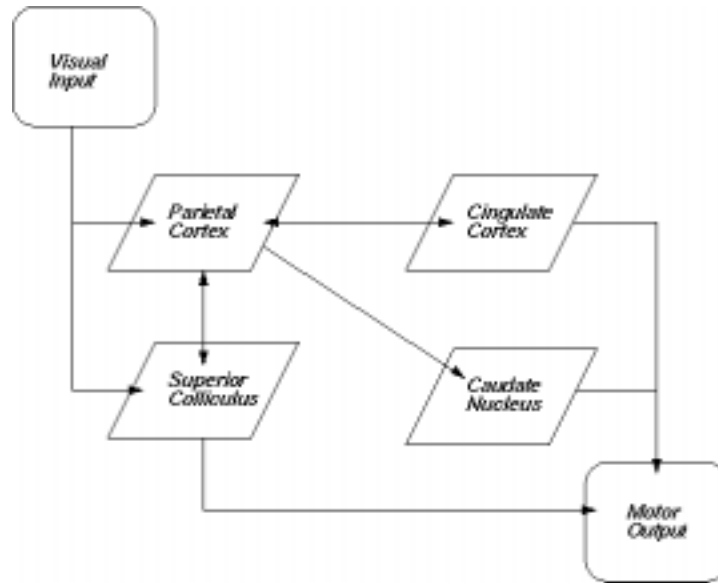 Visual
Input
Parietal
Cortex
Cingulate
Cortex
Superior
Colliculus
Caudate
Nucleus
Motor
Output